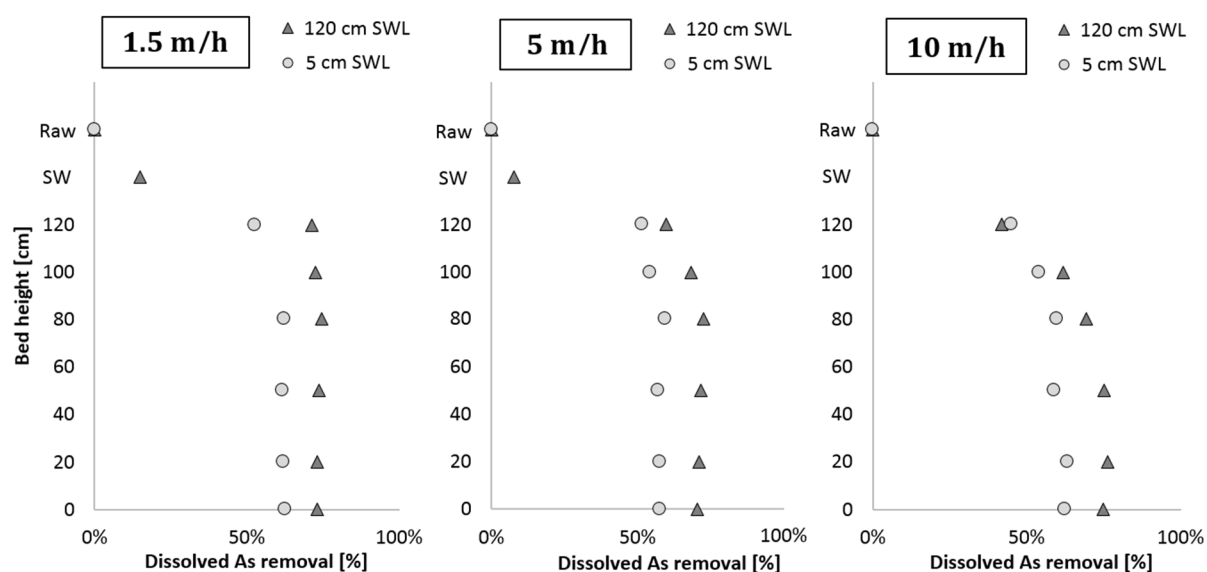 1.5 m/h
120 cm SWL
5 cm SWL
Raw
SW
120
100
80
60
40
20
0
Bed height [cm]
0%
50%
100%
Dissolved As removal [%]
5 m/h
120 cm SWL
5 cm SWL
Raw
SW
120
100
80
60
40
20
0
0%
50%
100%
Dissolved As removal [%]
10 m/h
120 cm SWL
5 cm SWL
Raw
SW
120
100
80
60
40
20
0
0%
50%
100%
Dissolved As removal [%]